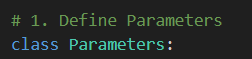 # 1. Define Parameters
class Parameters: